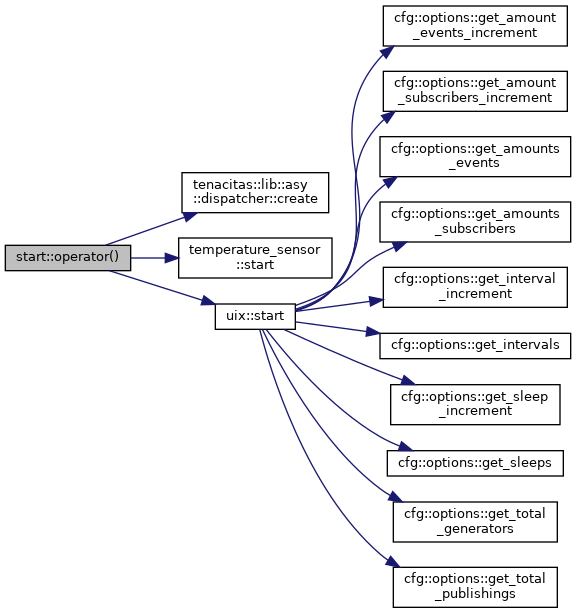 start::operator()
tenacitas::lib::asy
::dispatcher::create
temperature_sensor
::start
uix::start
cfg::options::get_amount
_events_increment
cfg::options::get_amount
_subscribers_increment
cfg::options::get_amounts
_events
cfg::options::get_amounts
_subscribers
cfg::options::get_interval
_increment
cfg::options::get_intervals
cfg::options::get_sleep
_increment
cfg::options::get_sleeps
cfg::options::get_total
_generators
cfg::options::get_total
_publishings